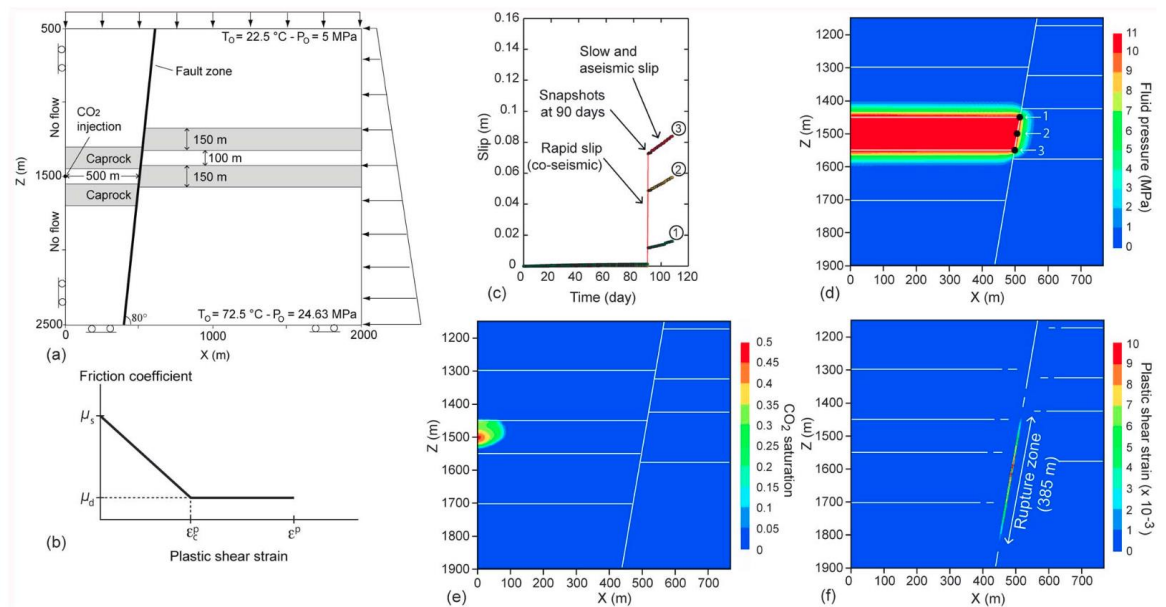 500
T₀ = 22.5 °C - P₀ = 5 MPa
Fault zone
No flow
CO₂
injection
150 m
Caprock
100 m
500 m
1500
150 m
Caprock
Z (m)
No flow
T₀ = 72.5 °C - P₀ = 24.63 MPa
80°
2500
0
1000
2000
(a)
X (m)
Friction coefficient
μs
μd
εᵖc
εᵖ
(b)
Plastic shear strain
0.16
0.14
0.12
0.1
0.08
0.06
0.04
0.02
0
Slip (m)
Slow and
aseismic slip
Snapshots
at 90 days
Rapid slip
(co-seismic)
③
②
①
0 20 40 60 80 100 120
(c)
Time (day)
1200
1300
1400
1500
1600
1700
1800
1900
Z (m)
1
2
3
0 100 200 300 400 500 600 700
(d)
X (m)
11
10
9
8
7
6
5
4
3
2
1
0
Fluid pressure (MPa)
1200
1300
1400
1500
1600
1700
1800
1900
Z (m)
0 100 200 300 400 500 600 700
(e)
X (m)
0.5
0.45
0.4
0.35
0.3
0.25
0.2
0.15
0.1
0.05
0
CO₂ saturation
1200
1300
1400
1500
1600
1700
1800
1900
Z (m)
Rupture zone
(385 m)
0 100 200 300 400 500 600 700
(f)
X (m)
10
9
8
7
6
5
4
3
2
1
0
Plastic shear strain (x 10⁻³)